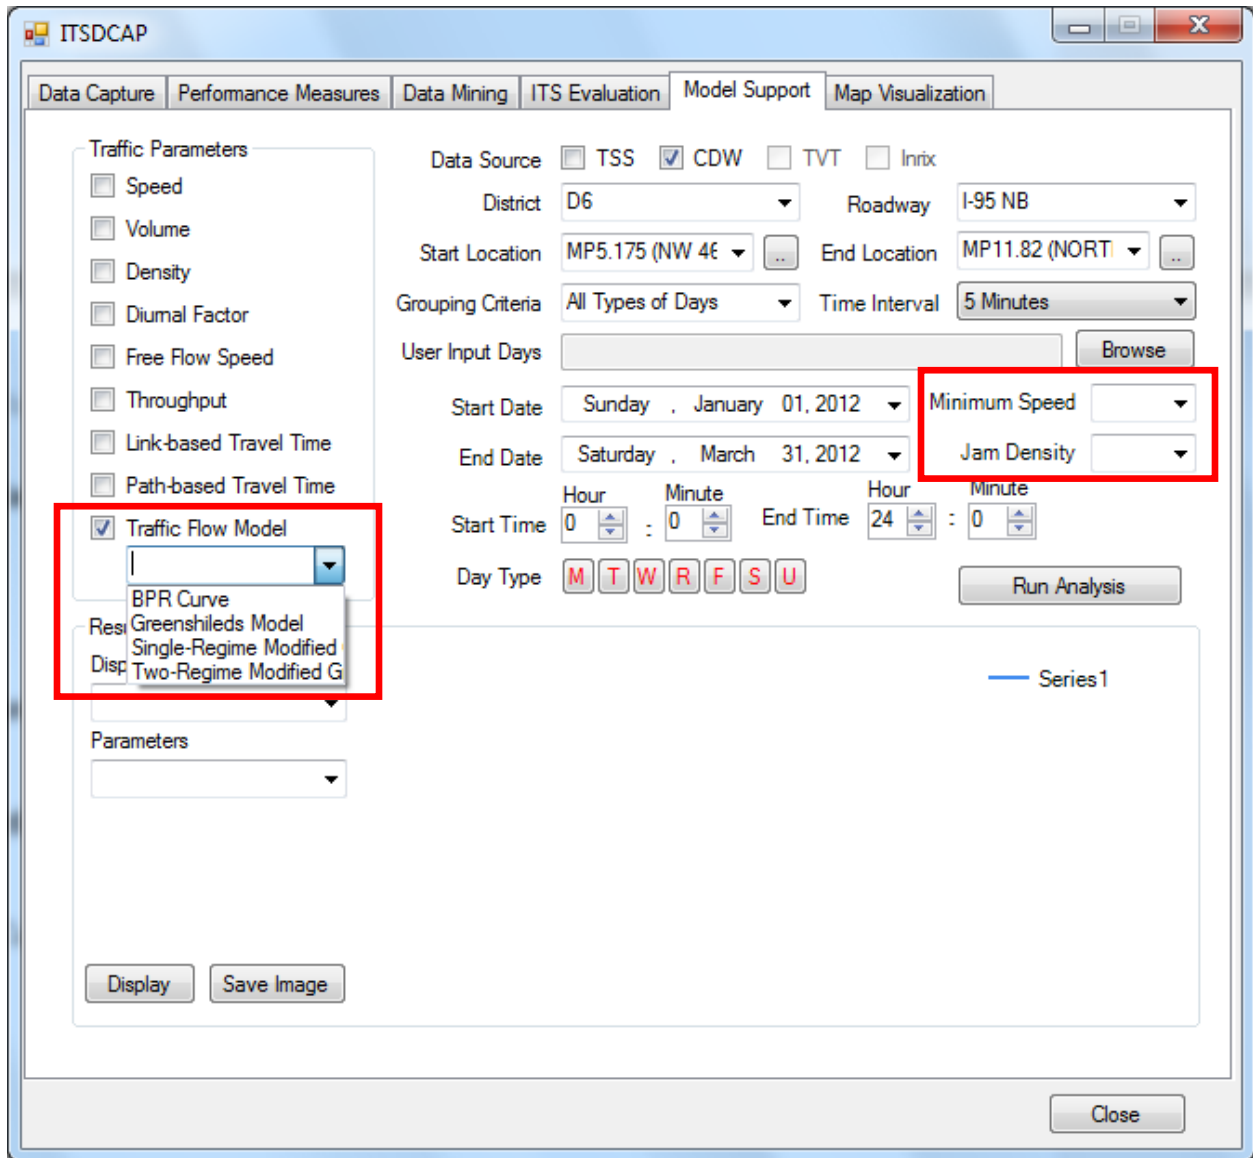 ITSDCAP
Data Capture Performance Measures Data Mining ITS Evaluation Model Support Map Visualization
Traffic Parameters
Speed
Volume
Density
Diurnal Factor
Free Flow Speed
Throughput
Link-based Travel Time
Path-based Travel Time
Traffic Flow Model
BPR Curve
Greenshileds Model
Single-Regime Modified
Two-Regime Modified G
Data Source TSS CDW TVT Inrix
District D6 Roadway I-95 NB
Start Location MP5.175 (NW 46 .. End Location MP11.82 (NORT ..
Grouping Criteria All Types of Days Time Interval 5 Minutes
User Input Days Browse
Start Date Sunday , January 01, 2012 Minimum Speed
End Date Saturday , March 31, 2012 Jam Density
Hour Minute Hour Minute
Start Time 0 : 0 End Time 24 : 0
Day Type M T W R F S U Run Analysis
Res
Disp
Parameters
Series1
Display Save Image
Close